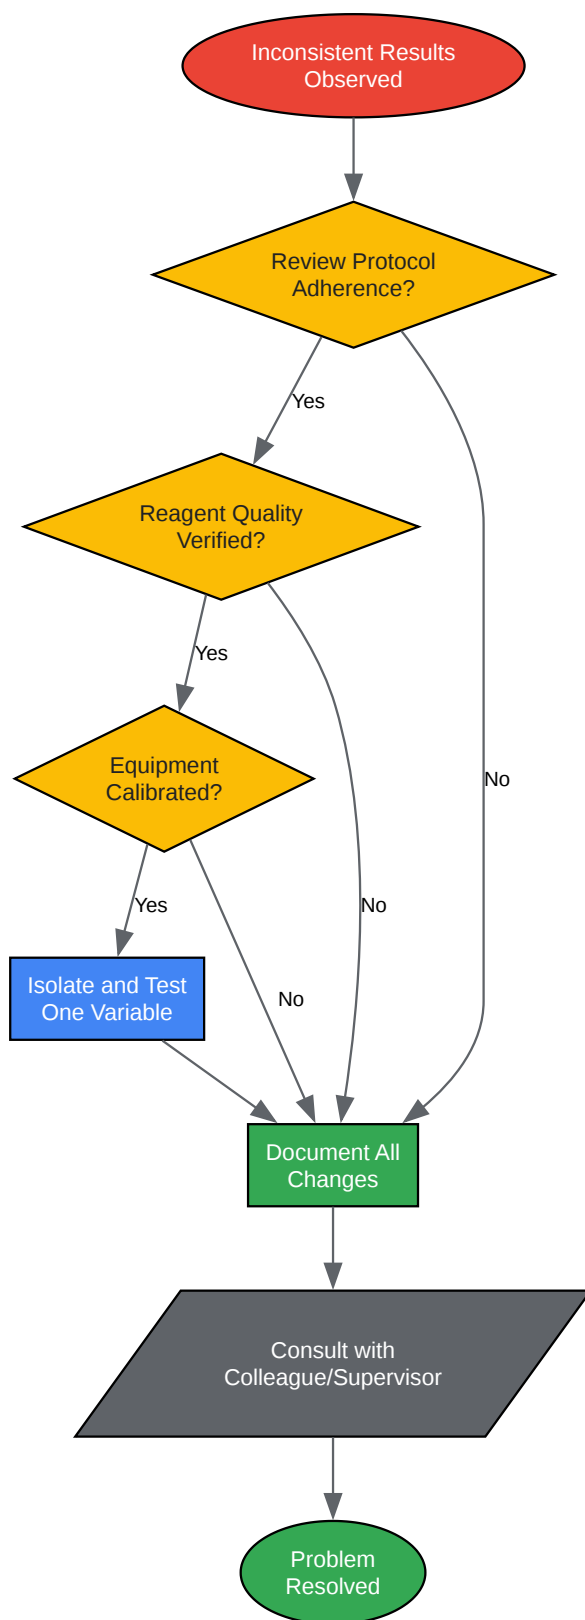 Inconsistent Results
Observed
Review Protocol
Adherence?
Yes
Reagent Quality
Verified?
Yes
Equipment
Calibrated?
No
Yes
No
Isolate and Test
One Variable
No
Document All
Changes
Consult with
Colleague/Supervisor
Problem
Resolved